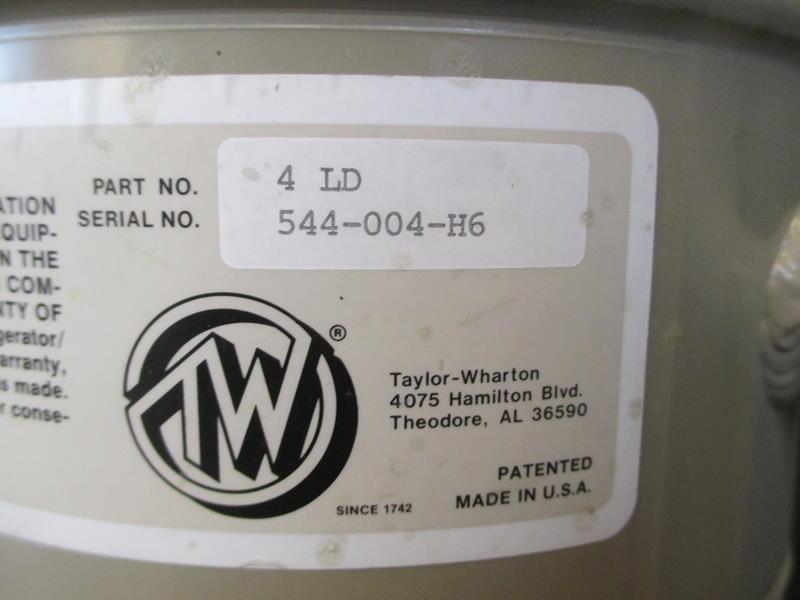 ATION
QUIP-
N THE
COM-
NTY OF
gerator/
arranty,
is made.
r conse-
PART NO. 4 LD
SERIAL NO. 544-004-H6
TW®
Taylor-Wharton
4075 Hamilton Blvd.
Theodore, AL 36590
SINCE 1742
PATENTED
MADE IN U.S.A.